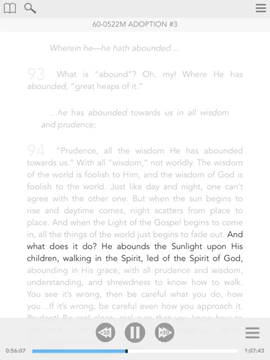 60-0522M ADOPTION #3
Wherein he—he hath abounded…
93 What is "abound"? Oh, my! Where He has
abounded, "great heaps of it."
…he has abounded towards us in all wisdom
and prudence;
94 "Prudence, all the wisdom He has abounded
towards us." With all "wisdom," not worldly. The wisdom
of the world is foolish to Him, and the wisdom of God is
foolish to the world. Just like day and night, one can't
agree with the other one. But when the sun begins to
rise and daytime comes, night scatters from place to
place. And when the Light of the Gospel begins to come
in, all the things of the world just begins to fade out. And
what does it do? He abounds the Sunlight upon His
children, walking in the Spirit, led of the Spirit of God,
abounding in His grace, with all prudence and wisdom,
understanding, and shrewdness to know how to walk.
You see it's wrong, then be careful what you do, how
you…If it's wrong, be careful even how you approach it.
0:56:07
1:07:43